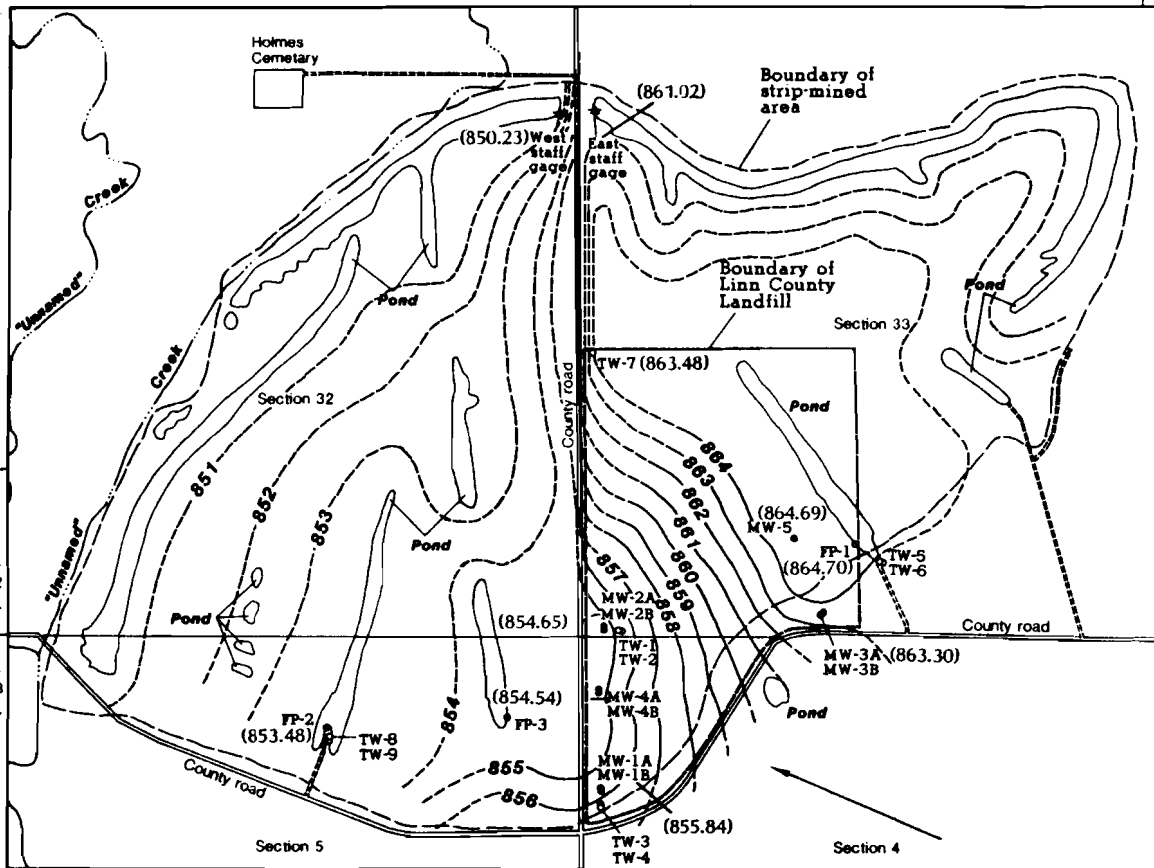 Holmes
Cemetary
(861.02)
Boundary of
strip-mined
area
(850.23)
West
staff
gage
East
staff
gage
Creek
"Unnamed"
Pond
Boundary of
Linn County
Landfill
Section 33
Pond
Creek
Section 32
County road
TW-7 (863.48)
Pond
851
852
853
864
863
862
861
860
859
858
857
(864.69)
MW-5
FP-1
(864.70)
TW-5
TW-6
Pond
"Unnamed"
MW-2A
MW-2B
Pond
(854.65)
TW-1
TW-2
County road
MW-3A
MW-3B
(863.30)
(854.54)
FP-3
MW-4A
MW-4B
Pond
FP-2
(853.48)
TW-8
TW-9
854
County road
855
856
MW-1A
MW-1B
(855.84)
Section 5
TW-3
TW-4
Section 4